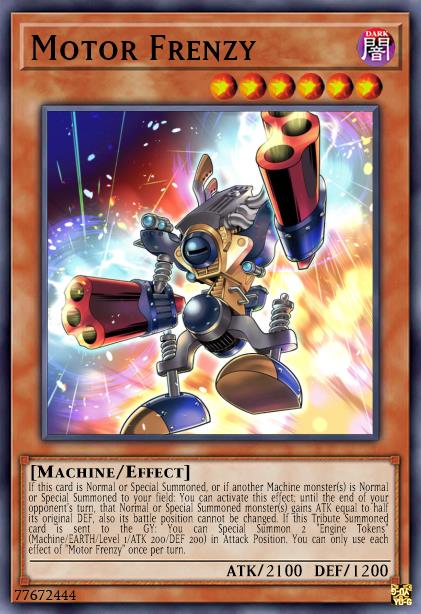 Motor Frenzy
DARK
闇
[Machine/Effect]
If this card is Normal or Special Summoned, or if another Machine monster(s) is Normal
or Special Summoned to your field: You can activate this effect; until the end of your
opponent's turn, that Normal or Special Summoned monster(s) gains ATK equal to half
its original DEF, also its battle position cannot be changed. If this Tribute Summoned
card is sent to the GY: You can Special Summon 2 "Engine Tokens"
(Machine/EARTH/Level 1/ATK 200/DEF 200) in Attack Position. You can only use each
effect of "Motor Frenzy" once per turn.
ATK/2100 DEF/1200
77672444